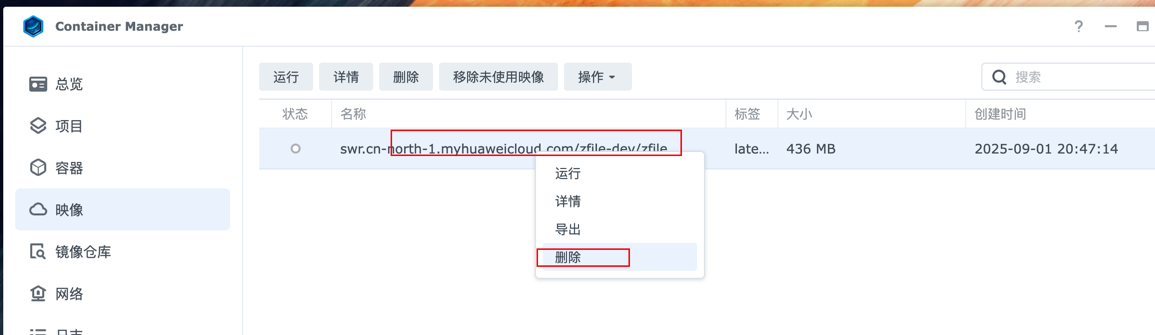 Container Manager
?
总览
项目
容器
映像
镜像仓库
网络
运行 详情 删除 移除未使用映像 操作
搜索
状态 名称 标签 大小 创建时间
swr.cn-north-1.myhuaweicloud.com/zfile-dev/zfile late... 436 MB 2025-09-01 20:47:14
运行
详情
导出
删除